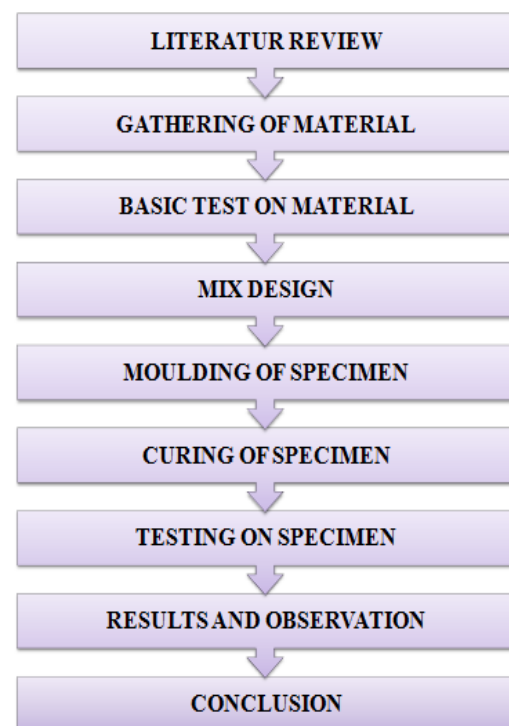 LITERATUR REVIEW
GATHERING OF MATERIAL
BASIC TEST ON MATERIAL
MIX DESIGN
MOULDING OF SPECIMEN
CURING OF SPECIMEN
TESTING ON SPECIMEN
RESULTS AND OBSERVATION
CONCLUSION